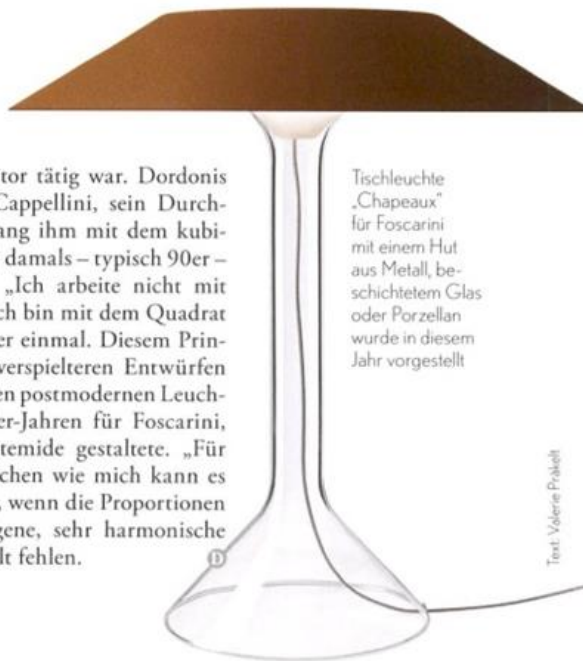 tor tätig war. Dordonis
Cappellini, sein Durch-
ang ihm mit dem kubi-
damals – typisch 90er –
„Ich arbeite nicht mit
ch bin mit dem Quadrat
er einmal. Diesem Prin-
verspielteren Entwürfen
en postmodernen Leuch-
er-Jahren für Foscarini,
temide gestaltete. „Für
chen wie mich kann es
, wenn die Proportionen
gene, sehr harmonische
lt fehlen.
Tischleuchte
„Chapeaux"
für Foscarini
mit einem Hut
aus Metall, be-
schichtetem Glas
oder Porzellan
wurde in diesem
Jahr vorgestellt
Text: Valerie Prakelt